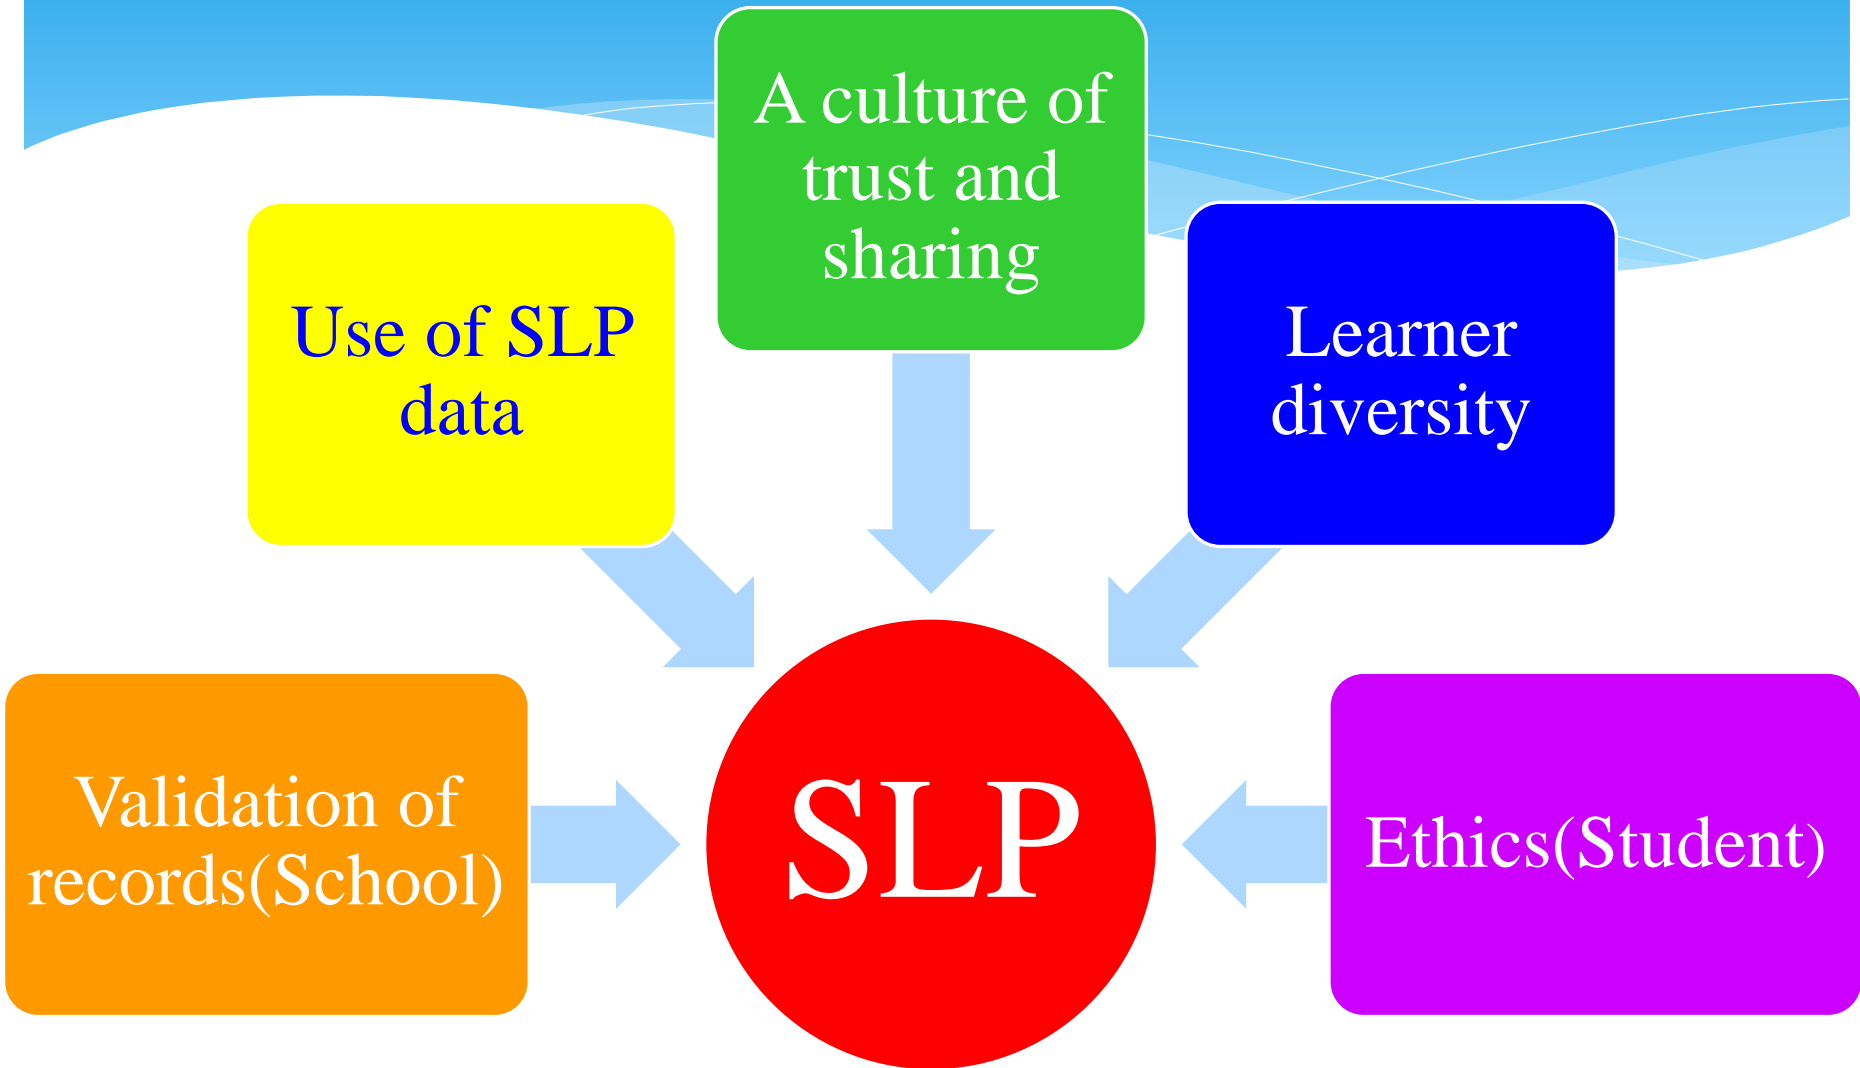 A culture of
trust and
sharing
Use of SLP
data
Learner
diversity
Validation of
records(School)
SLP
Ethics(Student)